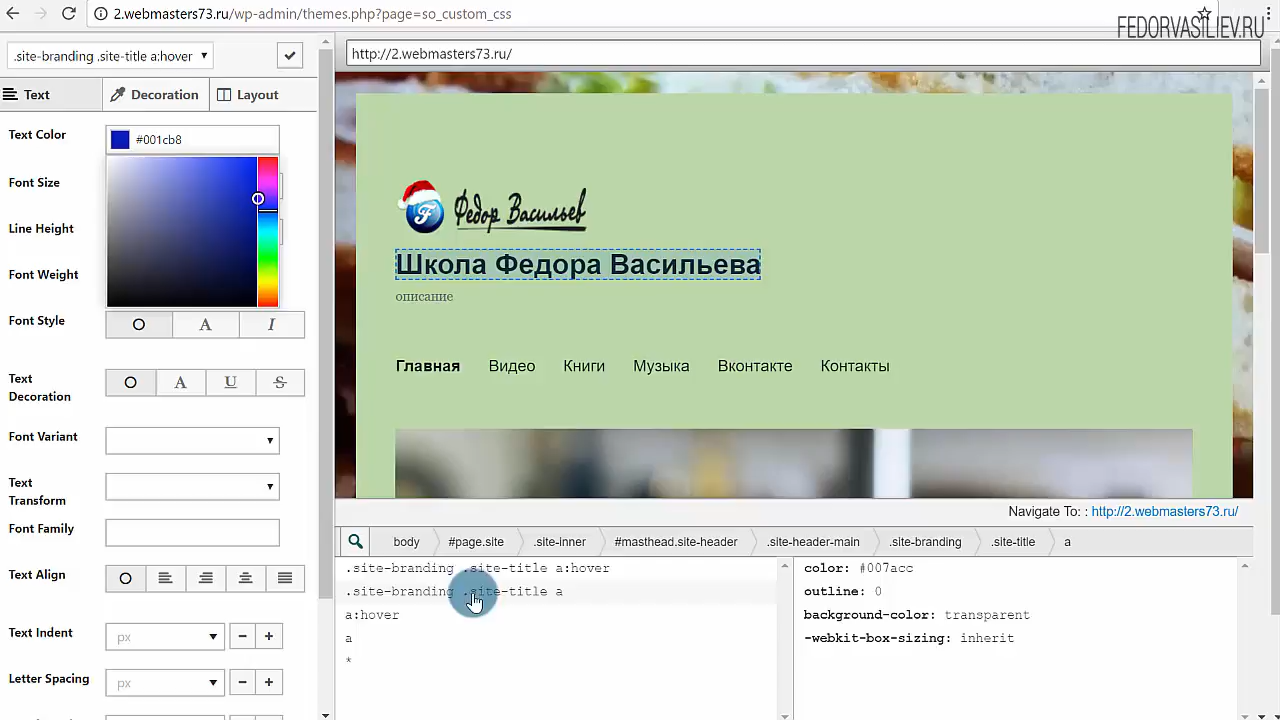 2.webmasters73.ru/wp-admin/themes.php?page=so_custom_css
FEDORVASILIEV.RU
.site-branding .site-title a:hover
http://2.webmasters73.ru/
Text
Decoration
Layout
Text Color
#001cb8
Font Size
Line Height
Font Weight
Font Style
O A I
Text
Decoration
O A U S
Font Variant
Text
Transform
Font Family
Text Align
Text Indent
px
− +
Letter Spacing
px
− +
Федор Васильев
Школа Федора Васильева
описание
Главная Видео Книги Музыка Вконтакте Контакты
Navigate To: : http://2.webmasters73.ru/
body #page.site .site-inner #masthead.site-header .site-header-main .site-branding .site-title a
.site-branding .site-title a:hover
.site-branding .site-title a
a:hover
a
*
color: #007acc
outline: 0
background-color: transparent
-webkit-box-sizing: inherit